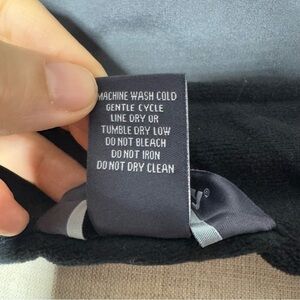 MACHINE WASH COLD
GENTLE CYCLE
LINE DRY OR
TUMBLE DRY LOW
DO NOT BLEACH
DO NOT IRON
DO NOT DRY CLEAN